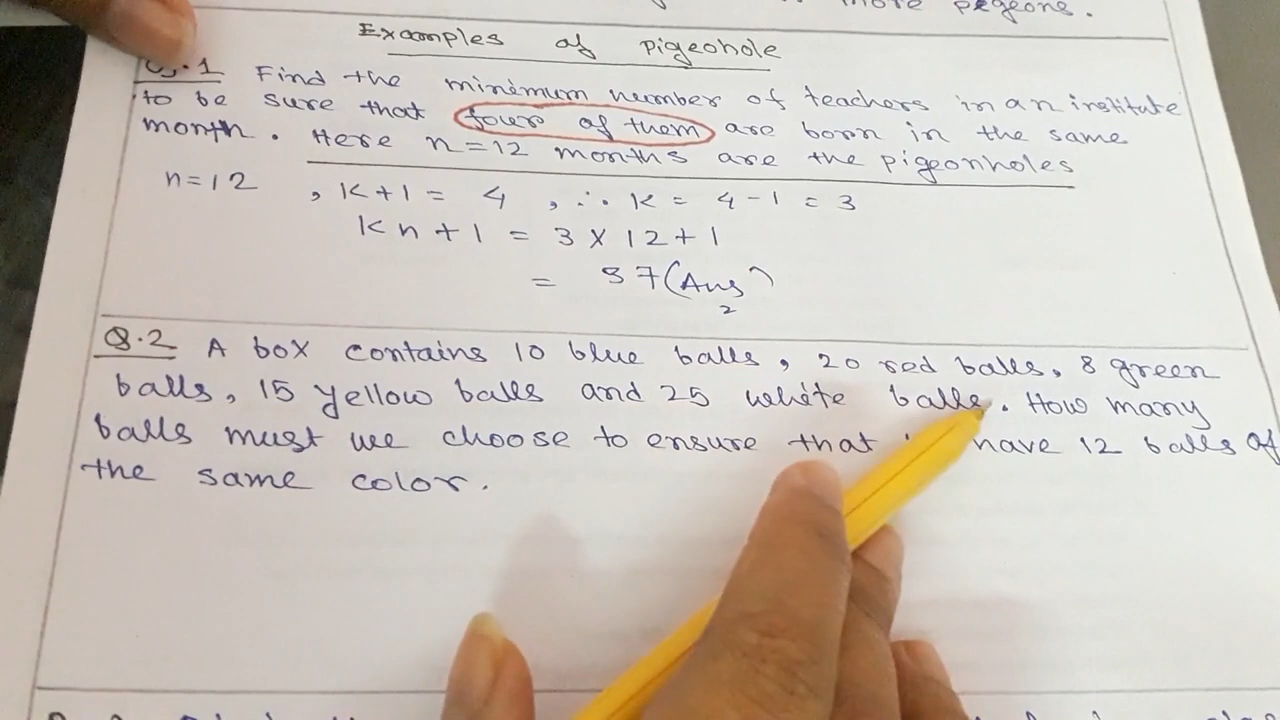 more pegeons.
Examples of pigeohole
Q.1 Find the minimum number of teachers in an institute
to be sure that four of them are born in the same
month. Here n=12 months are the pigeonholes
n=12 , K+1 = 4 , ∴ K = 4-1 = 3
Kn+1 = 3×12+1
= 37 (Ans)
Q.2 A box contains 10 blue balls, 20 red balls, 8 green
balls, 15 yellow balls and 25 white balls. How many
balls must we choose to ensure that have 12 balls of
the same color.